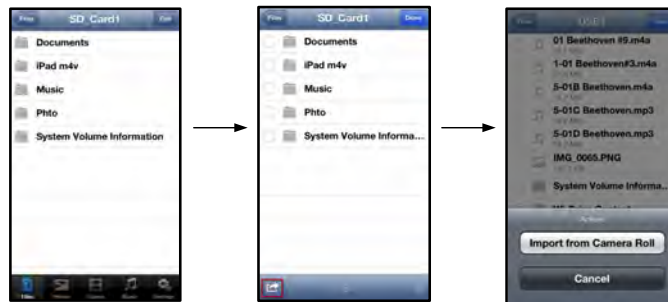 SD_Card1
Documents
iPad m4v
Music
Phto
System Volume Information
Files
SD_Card1
Done
Documents
iPad m4v
Music
Phto
System Volume Informa...
USB1
01 Beethoven #9.m4a
1-01 Beethoven#3.m4a
5-01B Beethoven.m4a
5-01C Beethoven.mp3
5-01D Beethoven.mp3
IMG_0065.PNG
System Volume Informa...
Import from Camera Roll
Cancel